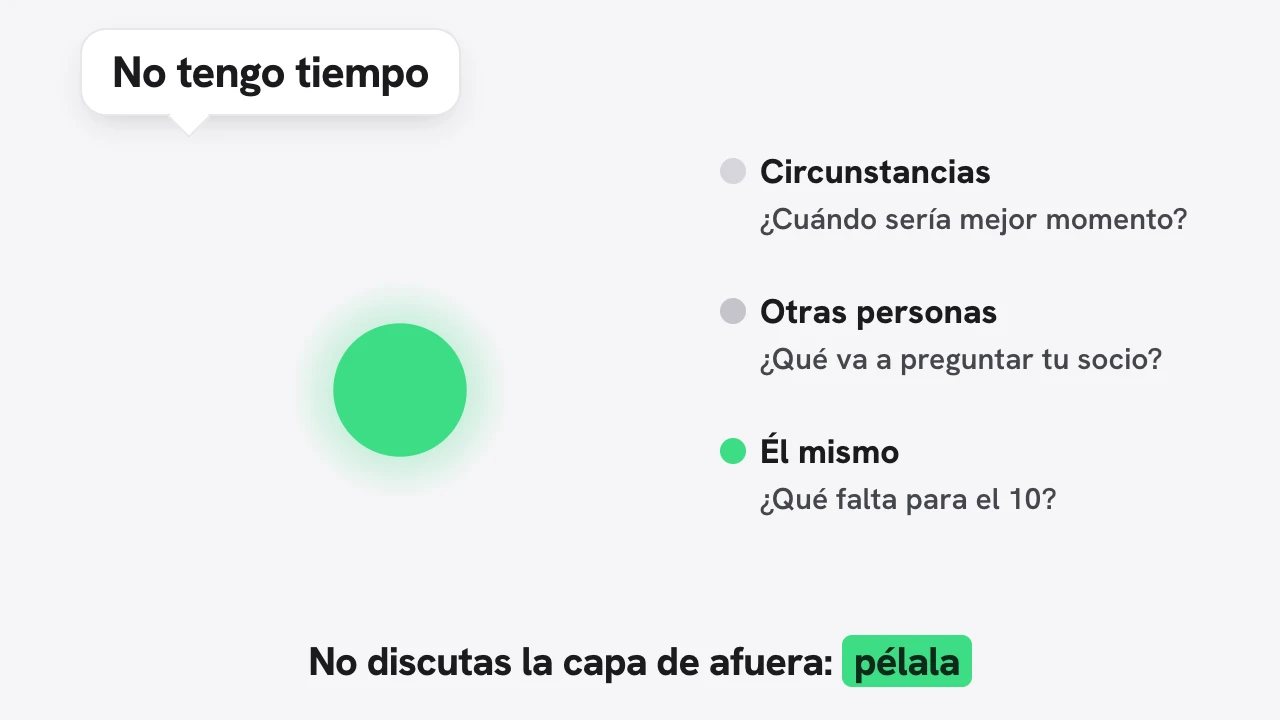 No tengo tiempo
Circunstancias
¿Cuándo sería mejor momento?
Otras personas
¿Qué va a preguntar tu socio?
Él mismo
¿Qué falta para el 10?
No discutas la capa de afuera: pélala